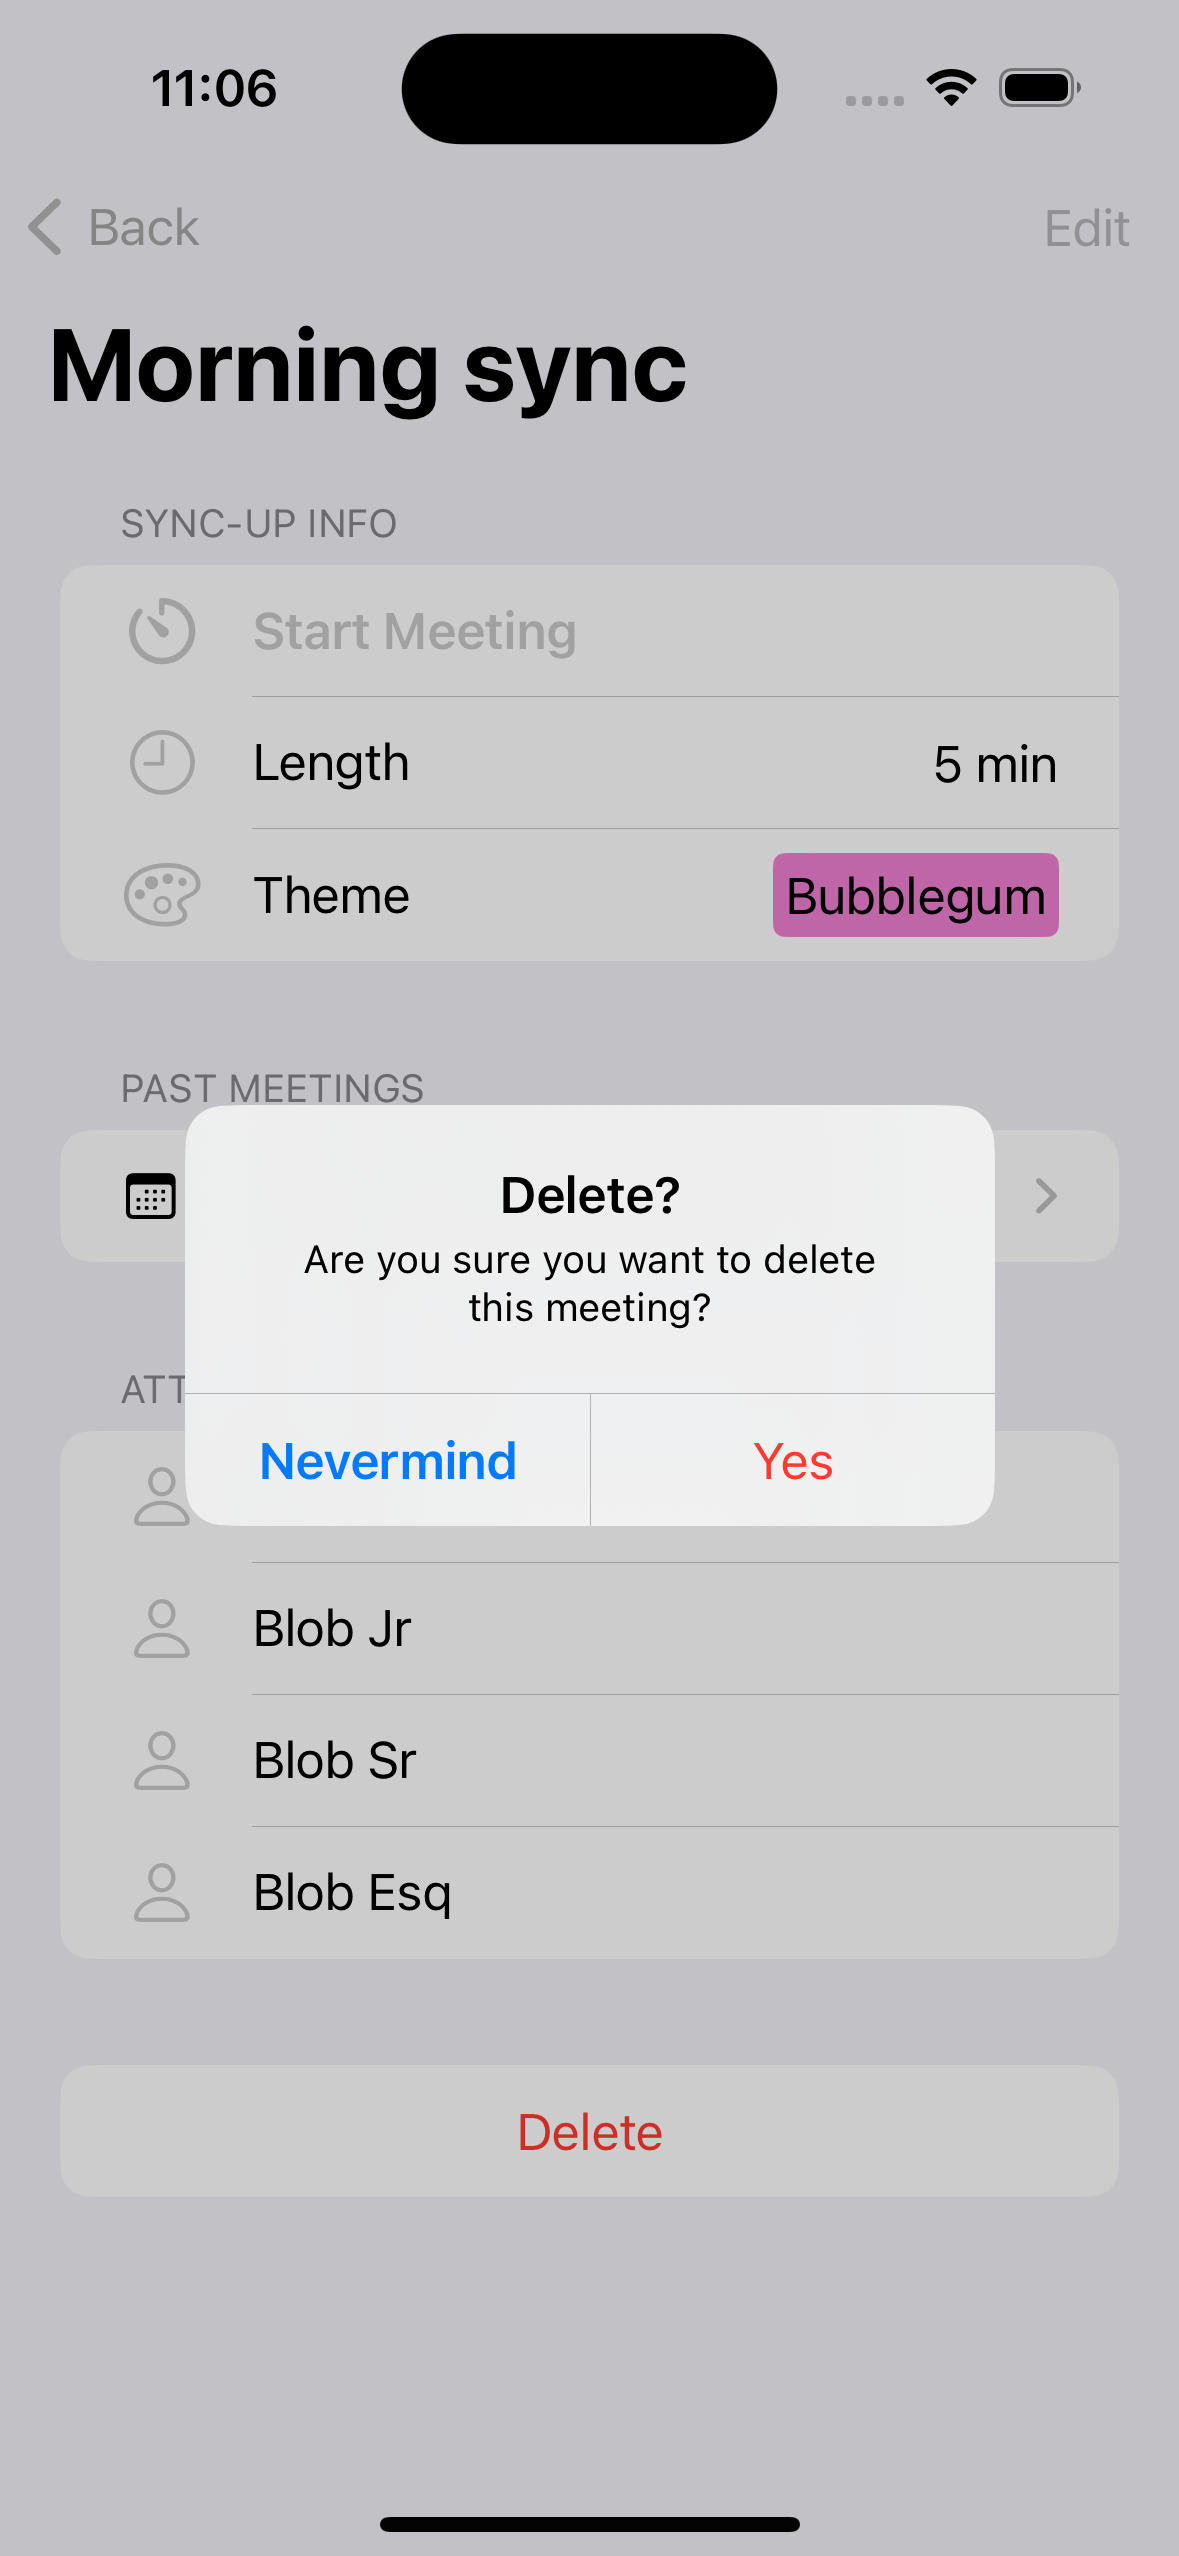 11:06
Back
Edit
Morning sync
SYNC-UP INFO
Start Meeting
Length
5 min
Theme
Bubblegum
PAST MEETINGS
Delete?
Are you sure you want to delete
this meeting?
ATT
Nevermind
Yes
Blob Jr
Blob Sr
Blob Esq
Delete